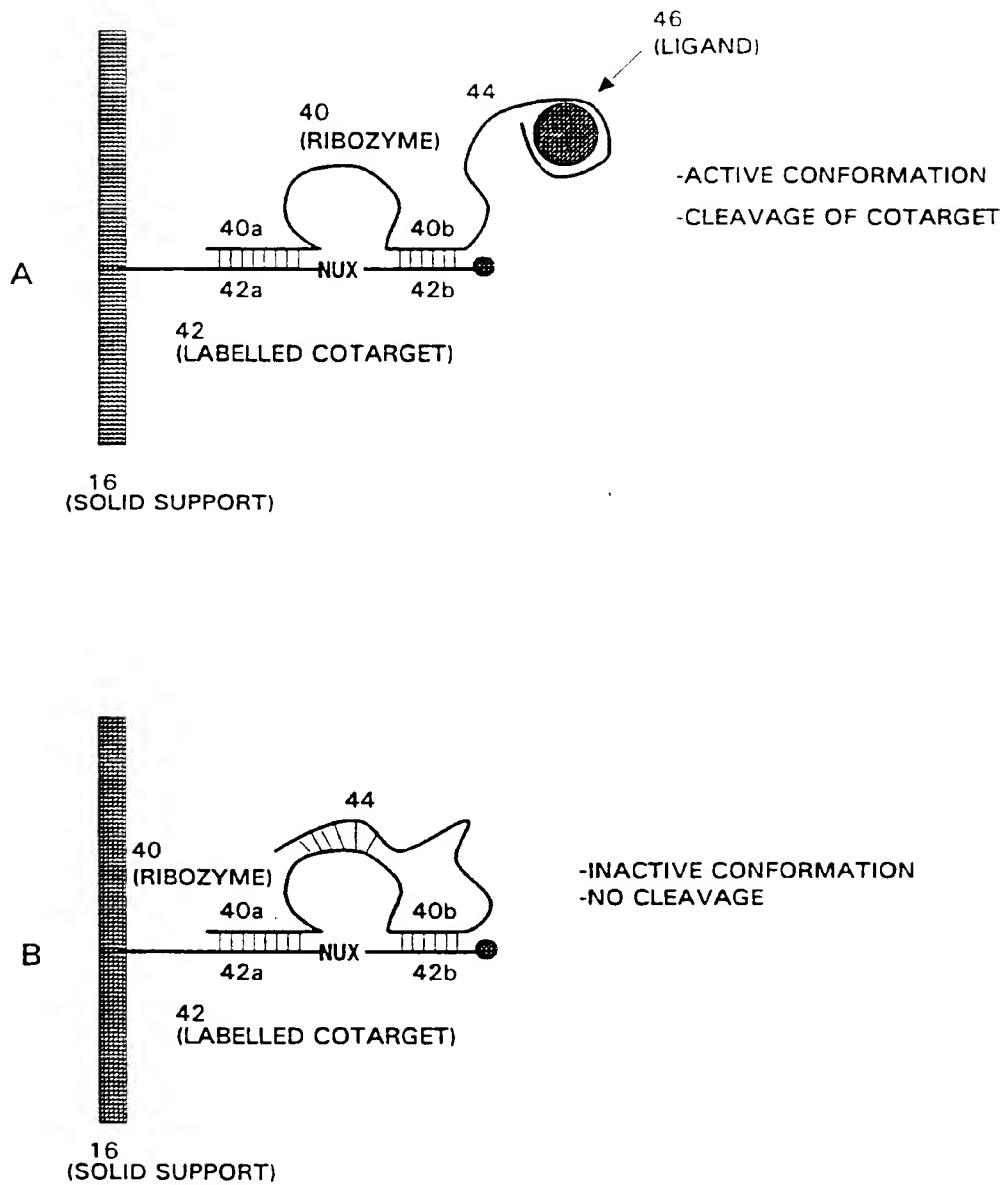 46
(LIGAND)
44
40
(RIBOZYME)
-ACTIVE CONFORMATION
-CLEAVAGE OF COTARGET
40a
40b
A
NUX
42a
42b
42
(LABELLED COTARGET)
16
(SOLID SUPPORT)
44
40
(RIBOZYME)
-INACTIVE CONFORMATION
-NO CLEAVAGE
40a
40b
B
NUX
42a
42b
42
(LABELLED COTARGET)
16
(SOLID SUPPORT)